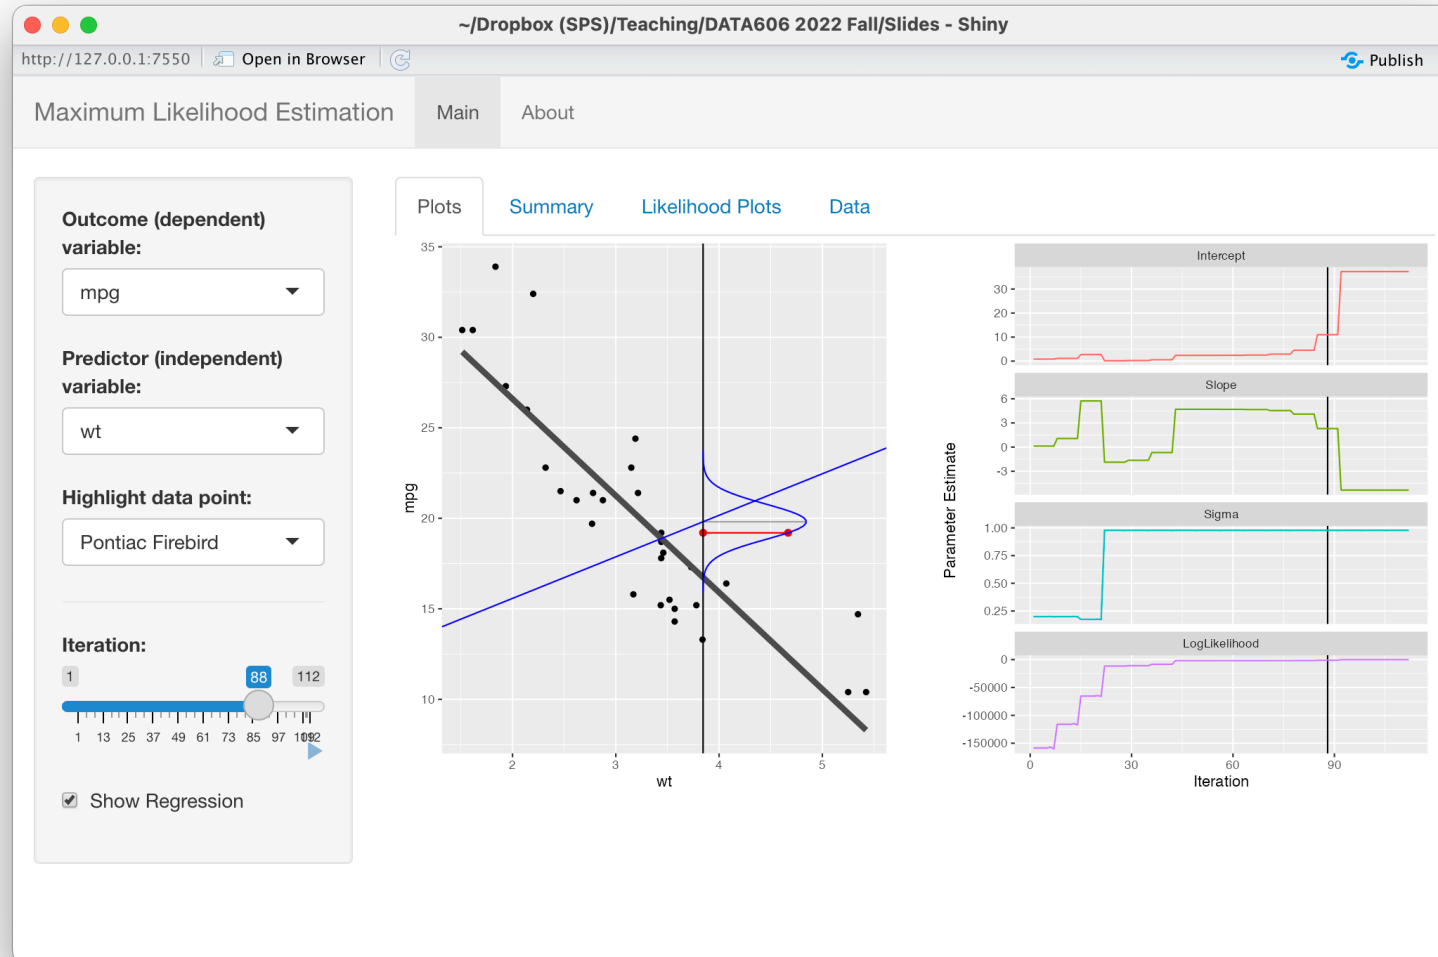 ~/Dropbox (SPS)/Teaching/DATA606 2022 Fall/Slides - Shiny
http://127.0.0.1:7550 Open in Browser Publish
Maximum Likelihood Estimation Main About
Outcome (dependent)
variable:
mpg
Predictor (independent)
variable:
wt
Highlight data point:
Pontiac Firebird
Iteration:
1 88 112
1 13 25 37 49 61 73 85 97 109 112
Show Regression
Plots Summary Likelihood Plots Data
35
30
25
20
15
10
mpg
2 3 4 5
wt
Parameter Estimate
Intercept
30
20
10
0
Slope
6
3
0
-3
Sigma
1.00
0.75
0.50
0.25
LogLikelihood
0
-50000
-100000
-150000
0 30 60 90
Iteration